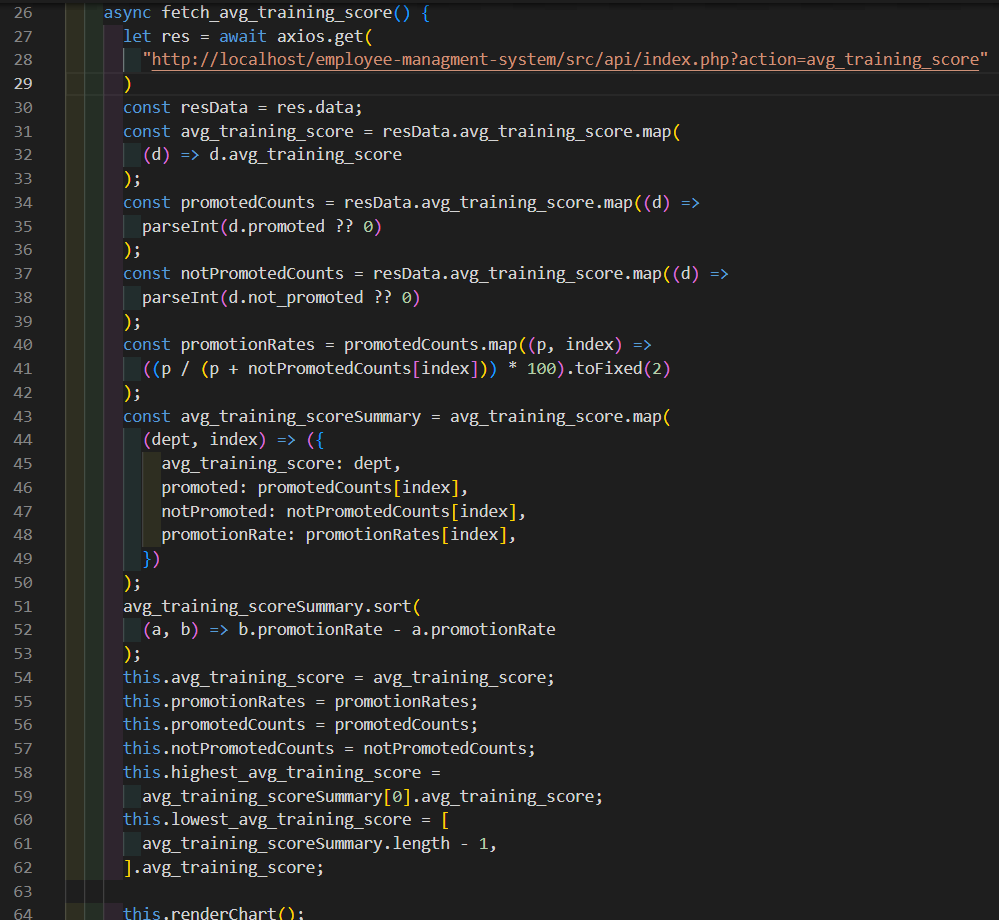 26 async fetch_avg_training_score() {
27 let res = await axios.get(
28 "http://localhost/employee-managment-system/src/api/index.php?action=avg_training_score"
29 )
30 const resData = res.data;
31 const avg_training_score = resData.avg_training_score.map(
32 (d) => d.avg_training_score
33 );
34 const promotedCounts = resData.avg_training_score.map((d) =>
35 parseInt(d.promoted ?? 0)
36 );
37 const notPromotedCounts = resData.avg_training_score.map((d) =>
38 parseInt(d.not_promoted ?? 0)
39 );
40 const promotionRates = promotedCounts.map((p, index) =>
41 ((p / (p + notPromotedCounts[index])) * 100).toFixed(2)
42 );
43 const avg_training_scoreSummary = avg_training_score.map(
44 (dept, index) => ({
45 avg_training_score: dept,
46 promoted: promotedCounts[index],
47 notPromoted: notPromotedCounts[index],
48 promotionRate: promotionRates[index],
49 })
50 );
51 avg_training_scoreSummary.sort(
52 (a, b) => b.promotionRate - a.promotionRate
53 );
54 this.avg_training_score = avg_training_score;
55 this.promotionRates = promotionRates;
56 this.promotedCounts = promotedCounts;
57 this.notPromotedCounts = notPromotedCounts;
58 this.highest_avg_training_score =
59 avg_training_scoreSummary[0].avg_training_score;
60 this.lowest_avg_training_score = [
61 avg_training_scoreSummary.length - 1,
62 ].avg_training_score;
63
64 this.renderChart();